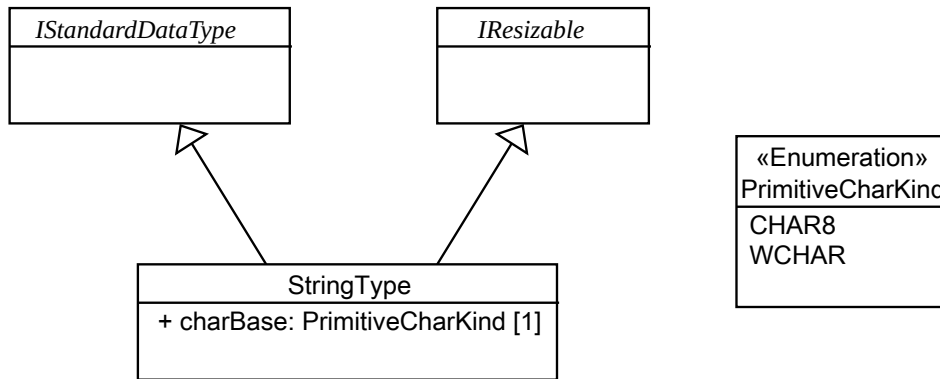 IStandardDataType
IResizable
«Enumeration»
PrimitiveCharKind
CHAR8
WCHAR
StringType
+ charBase: PrimitiveCharKind [1]